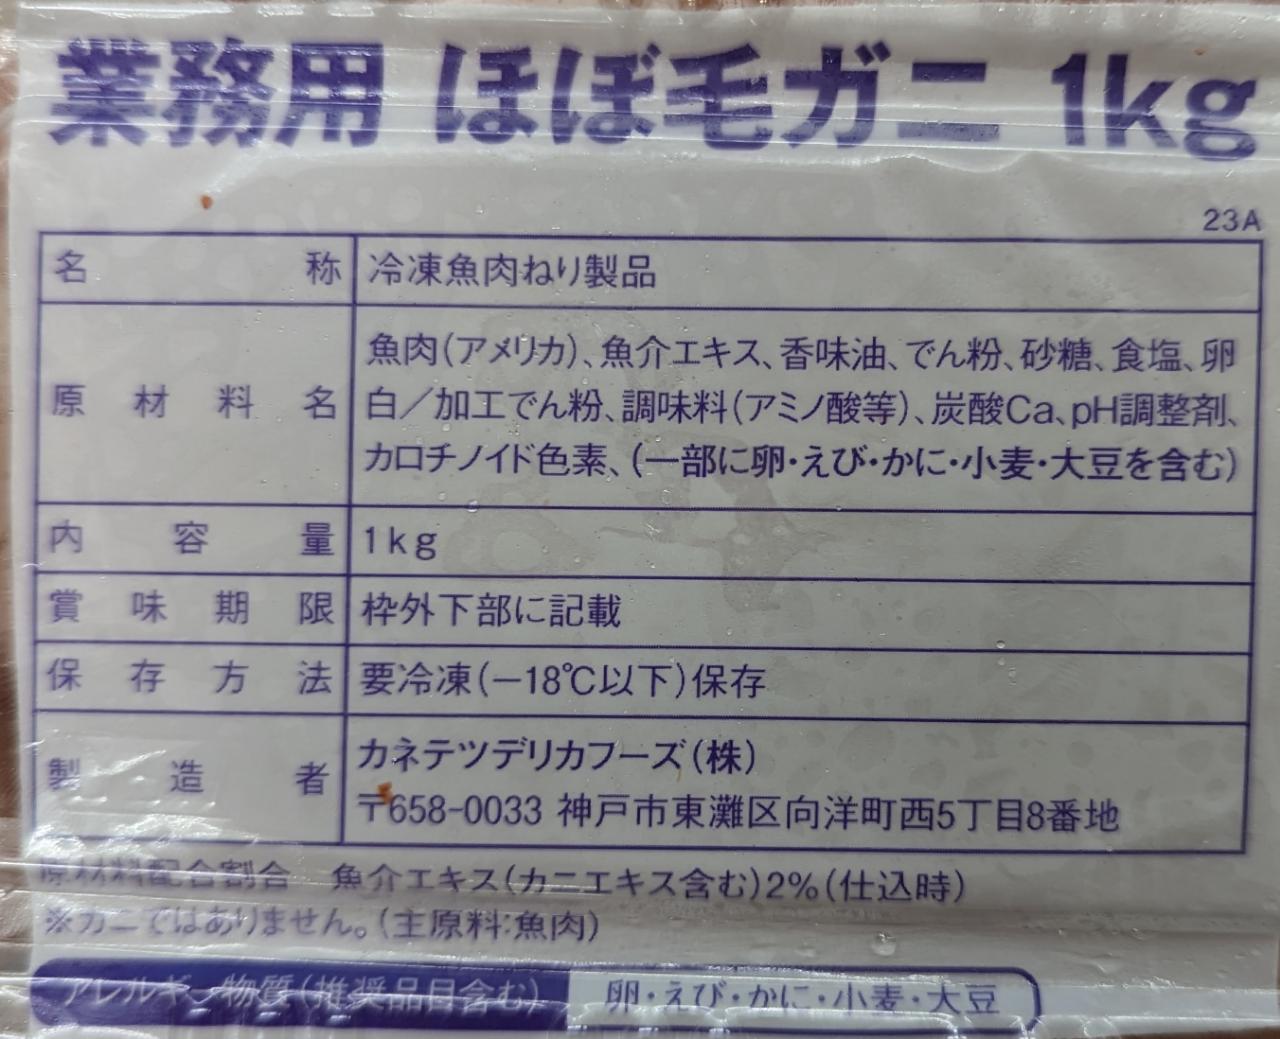 業務用 ほぼ毛ガニ 1kg
23A
名称 冷凍魚肉ねり製品
原材料名 魚肉(アメリカ)、魚介エキス、香味油、でん粉、砂糖、食塩、卵
白／加工でん粉、調味料(アミノ酸等)、炭酸Ca、pH調整剤、
カロチノイド色素、(一部に卵・えび・かに・小麦・大豆を含む)
内容量 1kg
賞味期限 枠外下部に記載
保存方法 要冷凍(－18℃以下)保存
製造者 カネテツデリカフーズ(株)
〒658-0033 神戸市東灘区向洋町西5丁目8番地
原材料配合割合 魚介エキス(カニエキス含む)2%(仕込時)
※カニではありません。(主原料:魚肉)
アレルギー物質(推奨品目含む) 卵・えび・かに・小麦・大豆